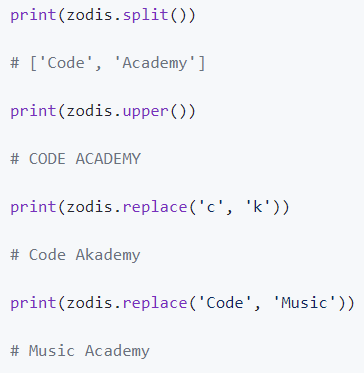 print(zodis.split())
# ['Code', 'Academy']
print(zodis.upper())
# CODE ACADEMY
print(zodis.replace('c', 'k'))
# Code Akademy
print(zodis.replace('Code', 'Music'))
# Music Academy